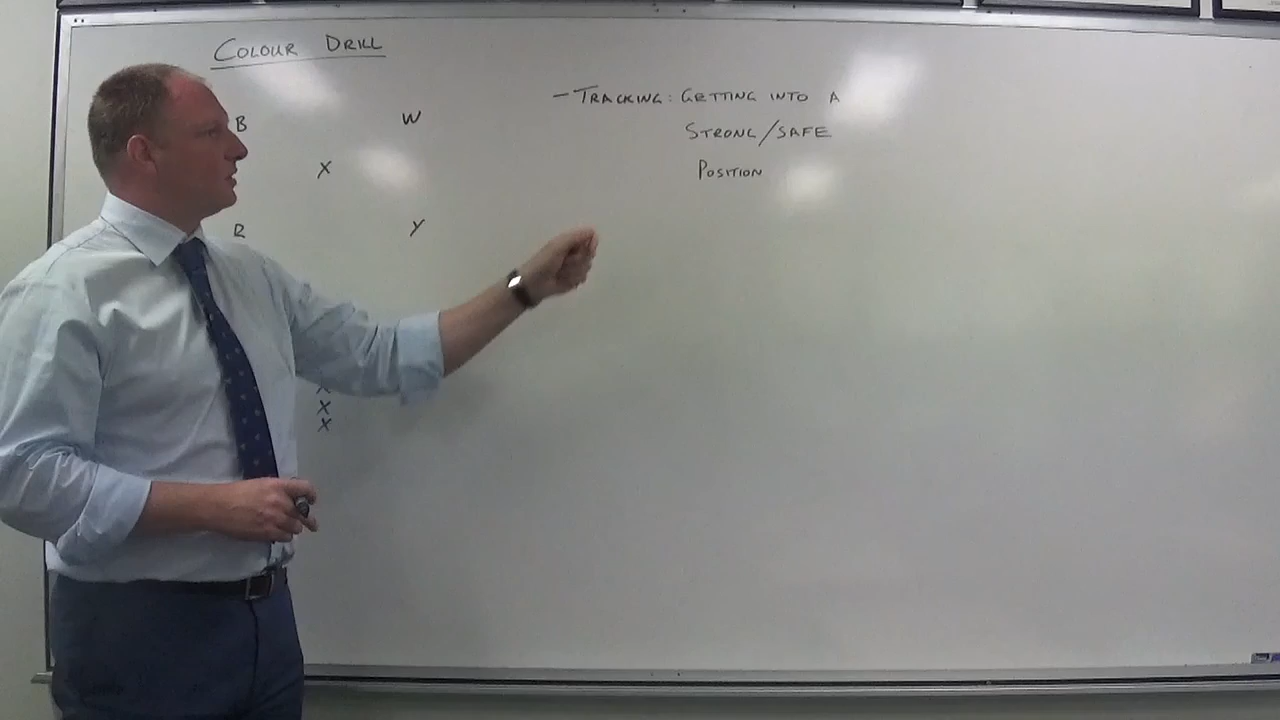 COLOUR DRILL
B W
X
R Y
X
X
X
- TRACKING: GETTING INTO A
STRONG/SAFE
POSITION